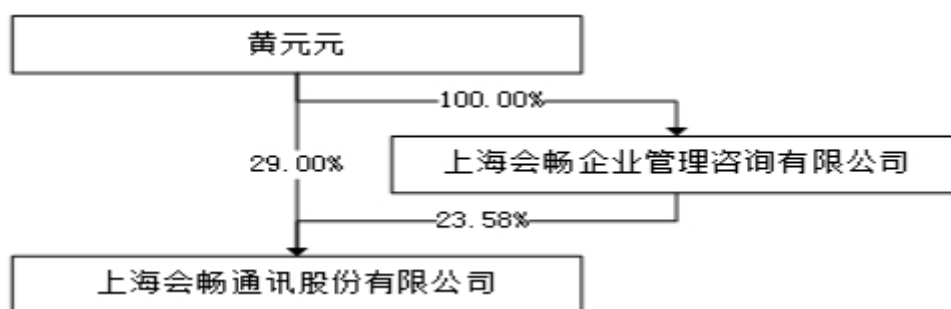 黄元元
100.00%
29.00%
上海会畅企业管理咨询有限公司
23.58%
上海会畅通讯股份有限公司